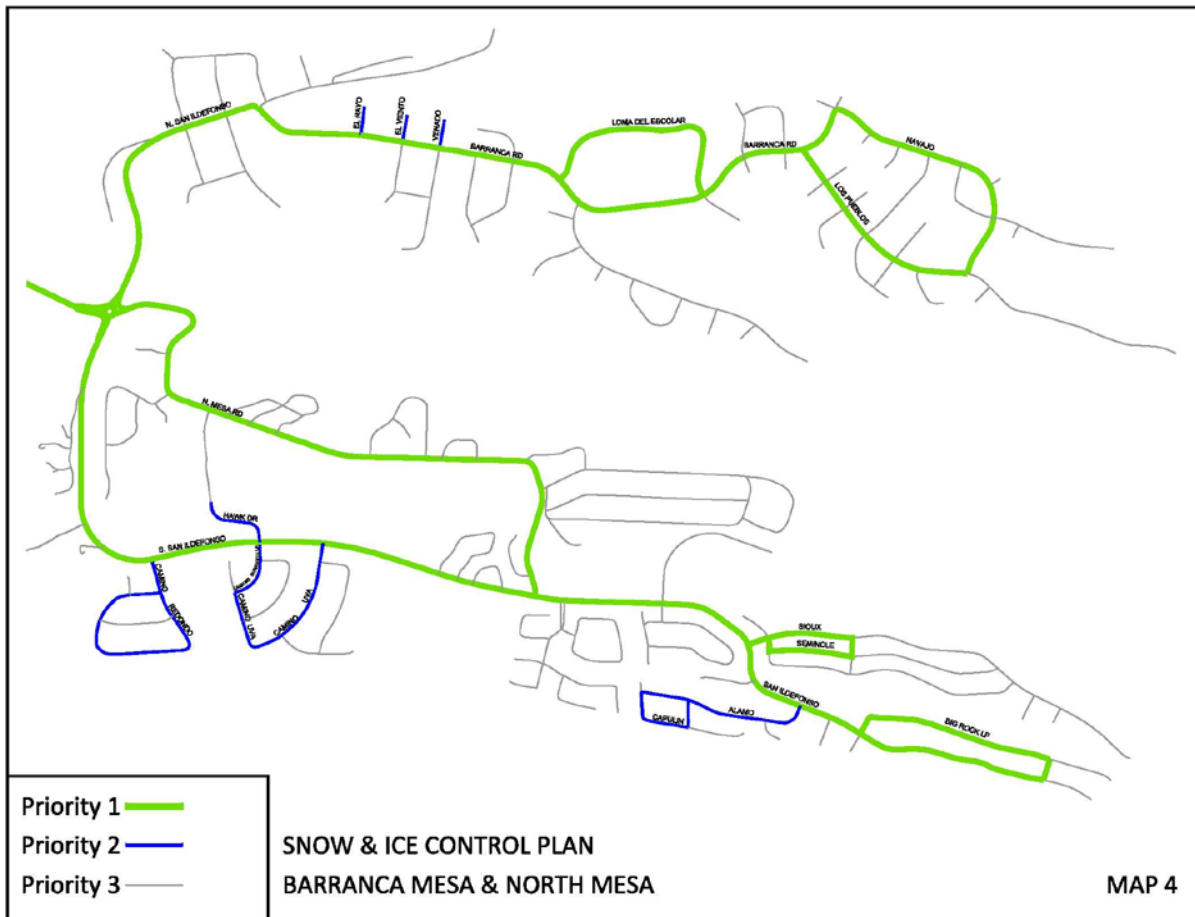 N. SAN ILDEFONSO
EL RAYO
EL VIENTO
VENADO
BARRANCA RD
LOMA DEL ESCOLAR
BARRANCA RD
NAVAJO
LOS PUEBLOS
N. MESA RD
HAWK DR
S. SAN ILDEFONSO
CAMINO
REDONDO
CAMINO UVA
CAMINO
UVA
SIOUX
SEMINOLE
SAN ILDEFONSO
ALAMO
CAPULIN
BIG ROCK LP
Priority 1
Priority 2
Priority 3
SNOW & ICE CONTROL PLAN
BARRANCA MESA & NORTH MESA
MAP 4